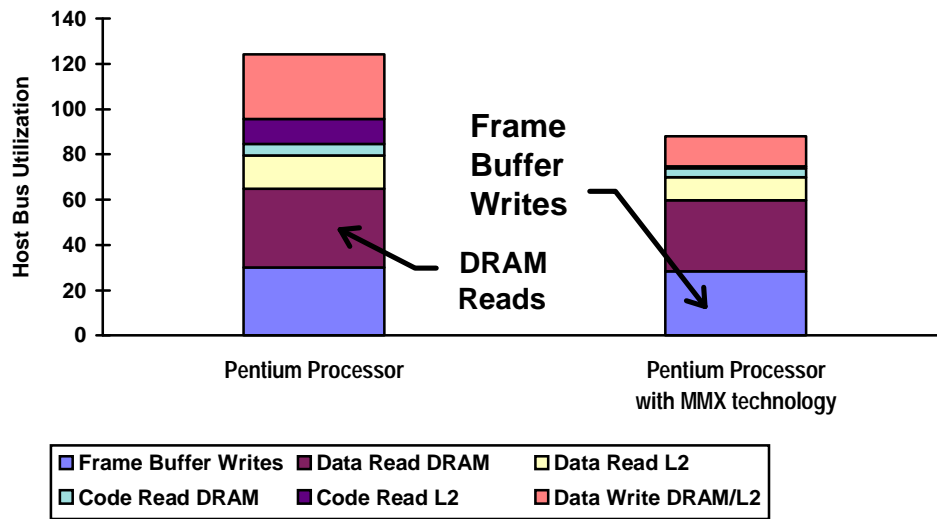 140
120
100
80
60
40
20
0
Host Bus Utilization
Frame
Buffer
Writes
DRAM
Reads
Pentium Processor
Pentium Processor
with MMX technology
Frame Buffer Writes Data Read DRAM Data Read L2
Code Read DRAM Code Read L2 Data Write DRAM/L2